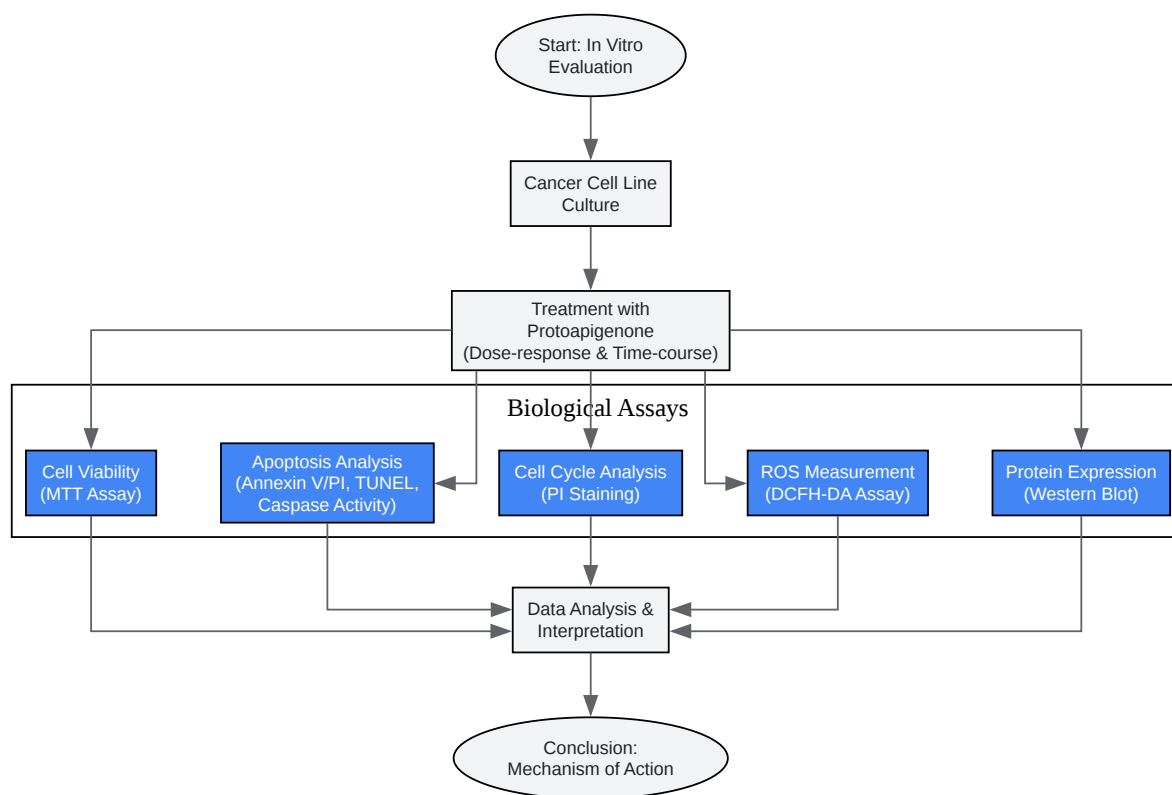 Start: In Vitro
Evaluation
Cancer Cell Line
Culture
Treatment with
Protoapigenone
(Dose-response & Time-course)
Biological Assays
Cell Viability
(MTT Assay)
Apoptosis Analysis
(Annexin V/PI, TUNEL,
Caspase Activity)
Cell Cycle Analysis
(PI Staining)
ROS Measurement
(DCFH-DA Assay)
Protein Expression
(Western Blot)
Data Analysis &
Interpretation
Conclusion:
Mechanism of Action